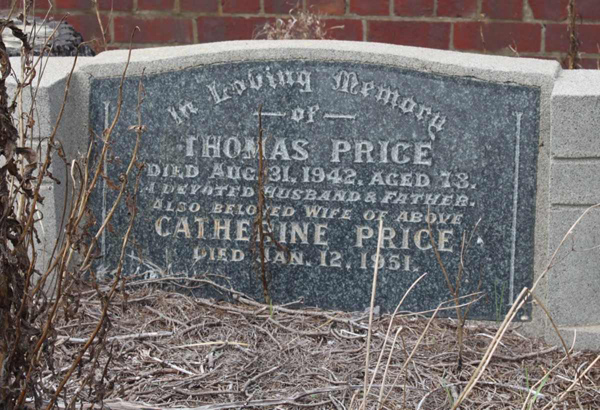 In Loving Memory
— of —
THOMAS PRICE
DIED AUG. 31, 1942, AGED 73.
A DEVOTED HUSBAND & FATHER.
ALSO BELOVED WIFE OF ABOVE
CATHERINE PRICE
DIED JAN. 12, 1951.